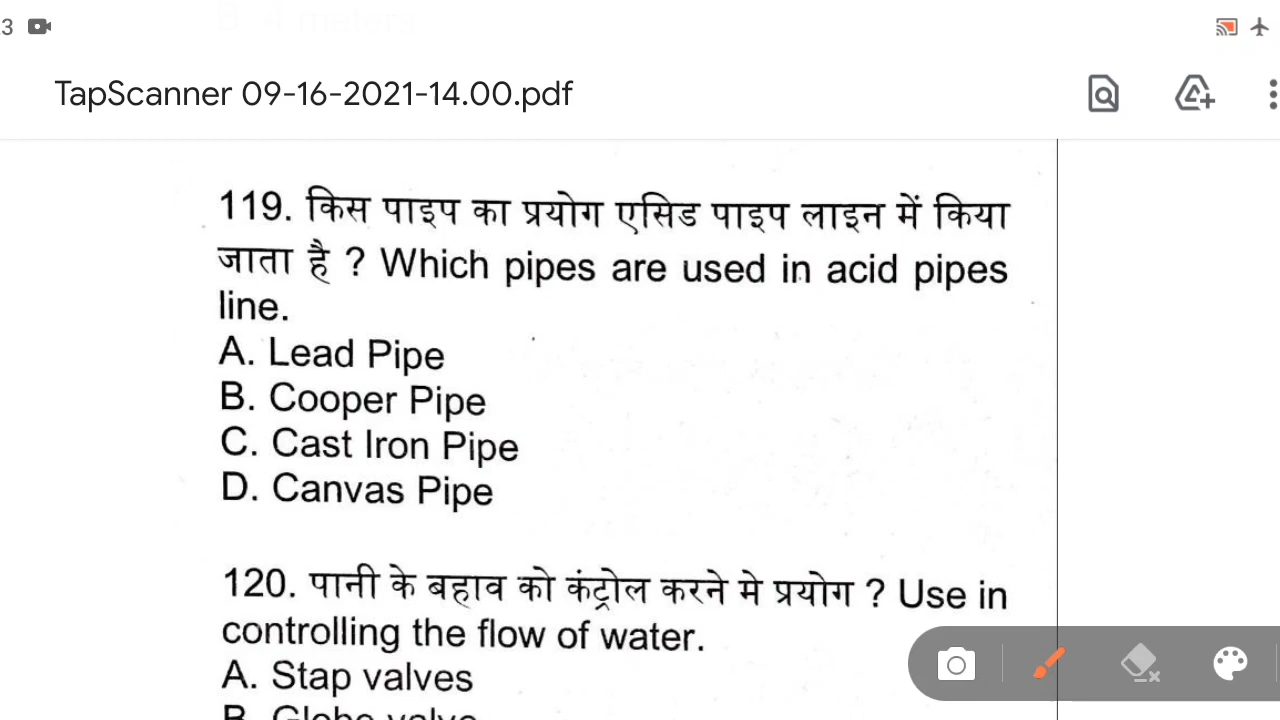 3
TapScanner 09-16-2021-14.00.pdf
119. किस पाइप का प्रयोग एसिड पाइप लाइन में किया
जाता है ? Which pipes are used in acid pipes
line.
A. Lead Pipe
B. Cooper Pipe
C. Cast Iron Pipe
D. Canvas Pipe
120. पानी के बहाव को कंट्रोल करने मे प्रयोग ? Use in
controlling the flow of water.
A. Stap valves
B. Globe valve